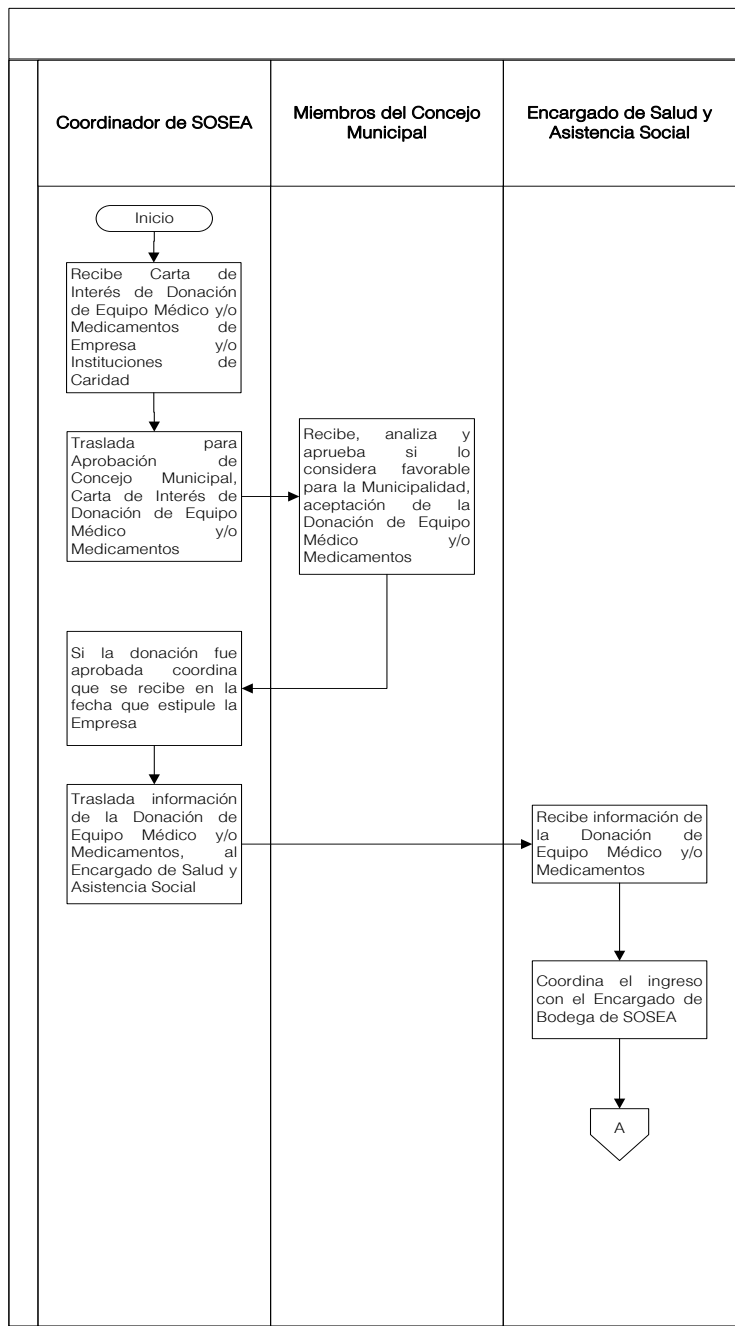 Coordinador de SOSEA
Miembros del Concejo
Municipal
Encargado de Salud y
Asistencia Social
Inicio
Recibe Carta de
Interés de Donación
de Equipo Médico y/o
Medicamentos de
Empresa y/o
Instituciones de
Caridad
Traslada para
Aprobación de
Concejo Municipal,
Carta de Interés de
Donación de Equipo
Médico y/o
Medicamentos
Recibe, analiza y
aprueba si lo
considera favorable
para la Municipalidad,
aceptación de la
Donación de Equipo
Médico y/o
Medicamentos
Si la donación fue
aprobada coordina
que se recibe en la
fecha que estipule la
Empresa
Traslada información
de la Donación de
Equipo Médico y/o
Medicamentos, al
Encargado de Salud y
Asistencia Social
Recibe información de
la Donación de
Equipo Médico y/o
Medicamentos
Coordina el ingreso
con el Encargado de
Bodega de SOSEA
A